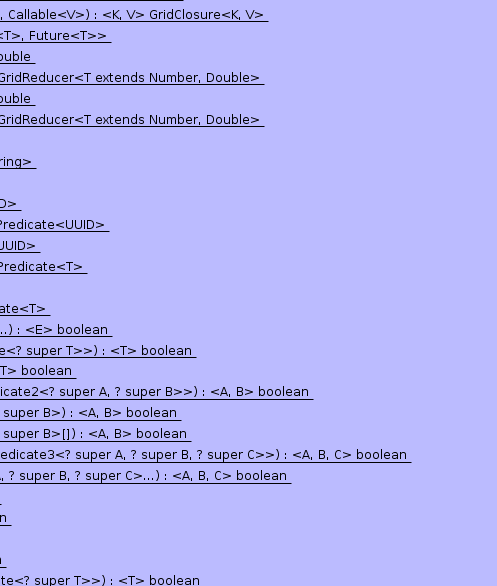 , Callable<V>) : <K, V> GridClosure<K, V>
<T>, Future<T>>
ouble
GridReducer<T extends Number, Double>
ouble
GridReducer<T extends Number, Double>
ring>
D>
Predicate<UUID>
UUID>
Predicate<T>
ate<T>
..) : <E> boolean
e<? super T>>) : <T> boolean
T> boolean
icate2<? super A, ? super B>>) : <A, B> boolean
super B>) : <A, B> boolean
super B>[]) : <A, B> boolean
edicate3<? super A, ? super B, ? super C>>) : <A, B, C> boolean
, ? super B, ? super C>...) : <A, B, C> boolean
n
te<? super T>>) : <T> boolean